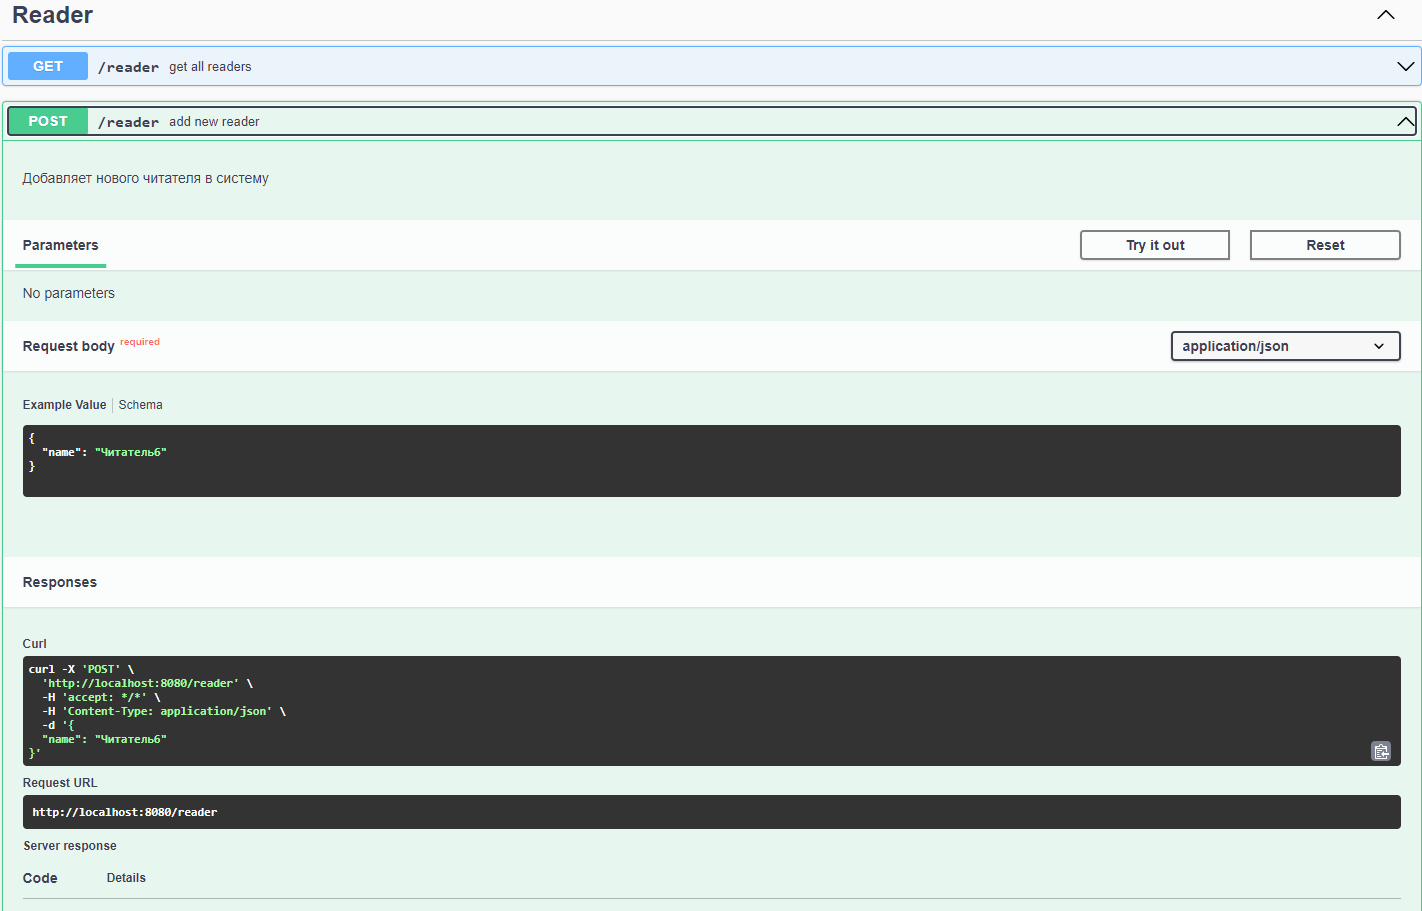 Reader
GET /reader get all readers
POST /reader add new reader
Добавляет нового читателя в систему
Parameters
Try it out
Reset
No parameters
Request body required
application/json
Example Value Schema
{
"name": "Читатель6"
}
Responses
Curl
curl -X 'POST' \
'http://localhost:8080/reader' \
-H 'accept: */*' \
-H 'Content-Type: application/json' \
-d '{
"name": "Читатель6"
}'
Request URL
http://localhost:8080/reader
Server response
Code Details